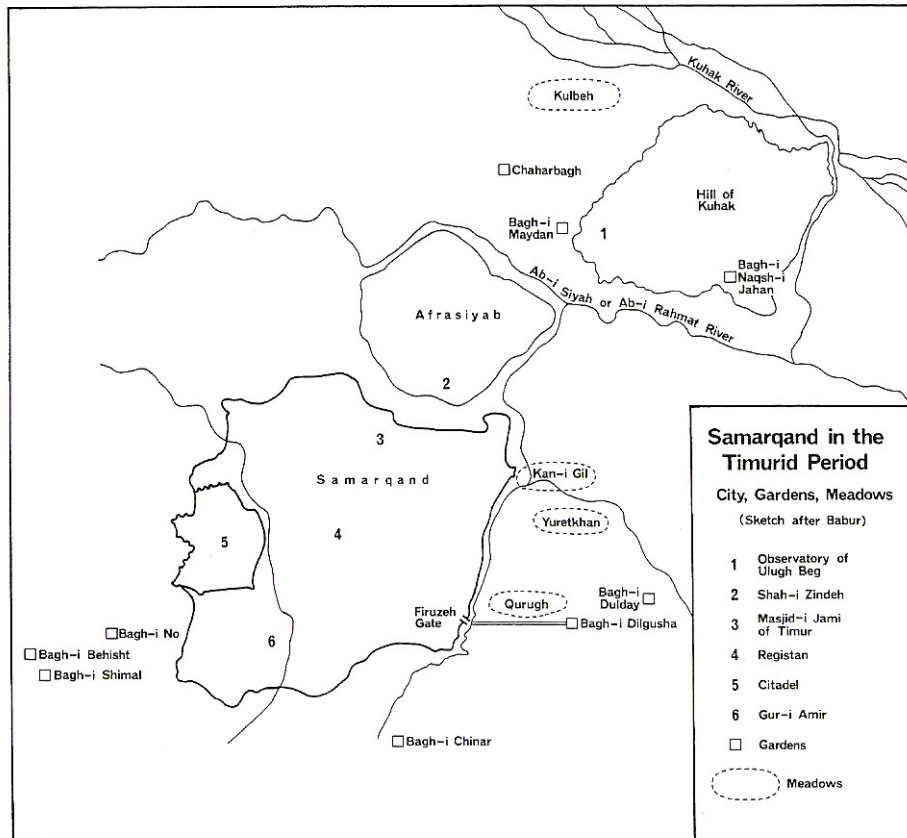 Kuhak River
Kulbeh
Chaharbagh
Hill of
Kuhak
Bagh-i
Maydan
1
Bagh-i
Naqsh-i
Jahan
Ab-i Siyah or Ab-i Rahmat River
Afrasiyab
2
3
Samarqand
Kan-i Gil
Yuretkhan
5
4
Bagh-i
Dulday
Qurugh
Firuzeh
Gate
Bagh-i Dilgusha
Bagh-i No
6
Bagh-i Behisht
Bagh-i Shimal
Bagh-i Chinar
Samarqand in the
Timurid Period
City, Gardens, Meadows
(Sketch after Babur)
1 Observatory of
Ulugh Beg
2 Shah-i Zindeh
3 Masjid-i Jami
of Timur
4 Registan
5 Citadel
6 Gur-i Amir
Gardens
Meadows